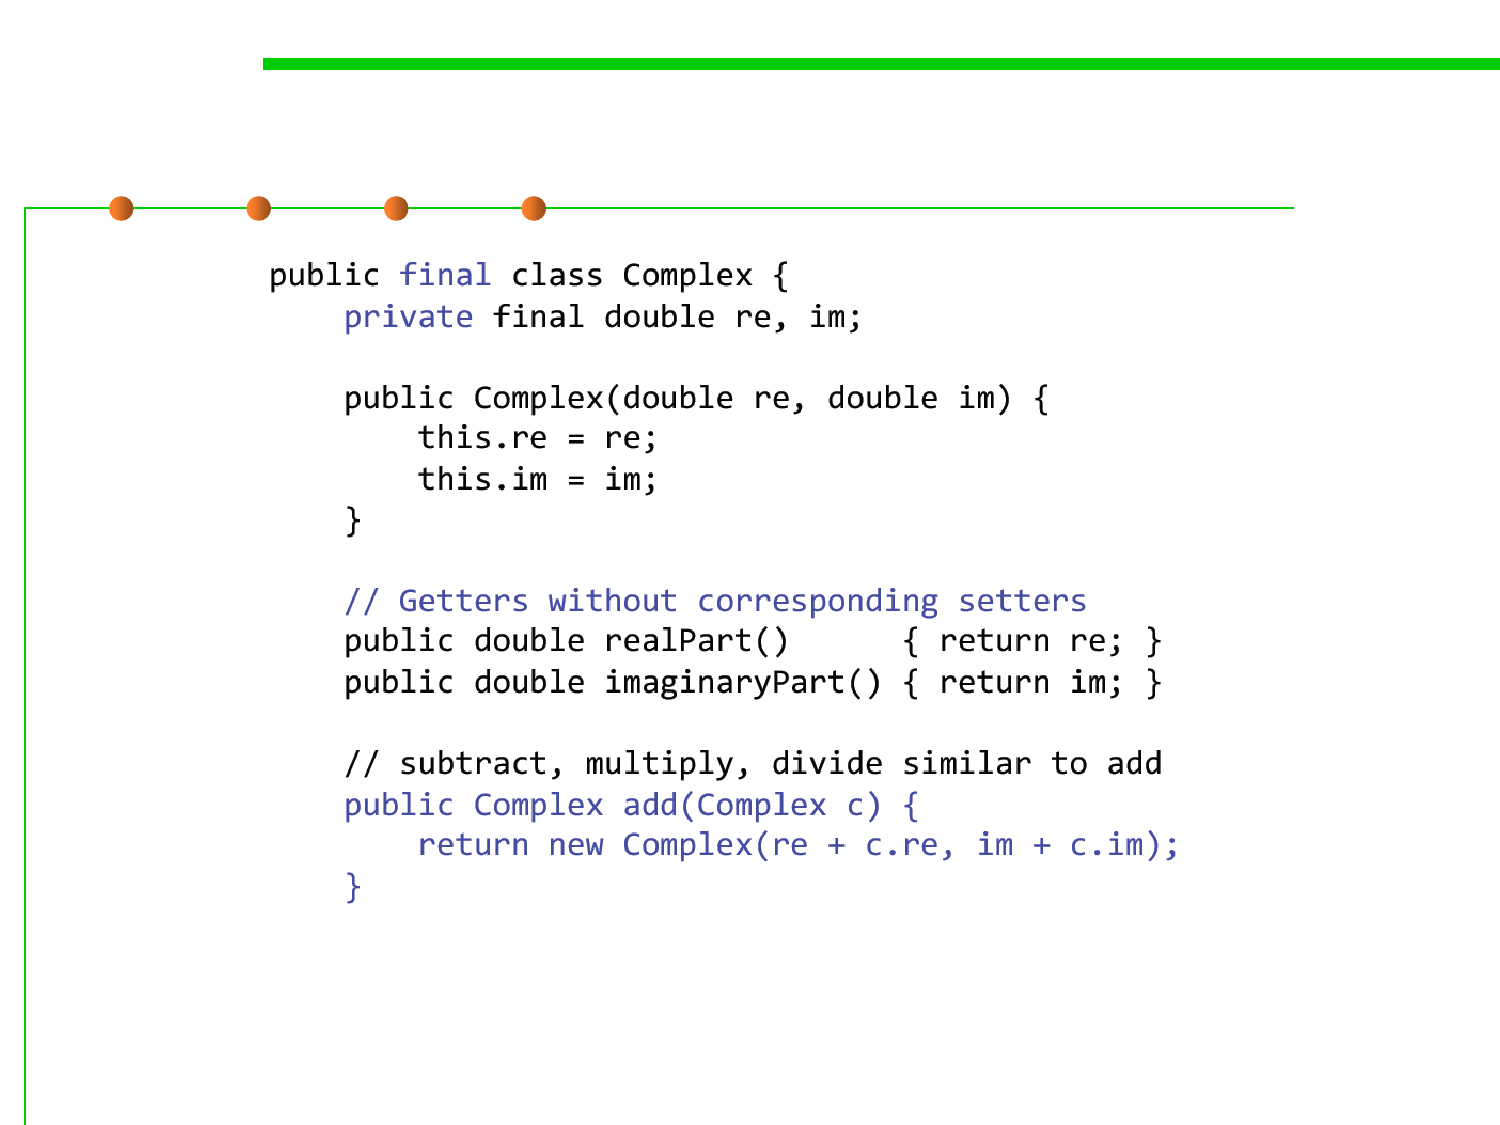 public final class Complex {
    private final double re, im;

    public Complex(double re, double im) {
        this.re = re;
        this.im = im;
    }

    // Getters without corresponding setters
    public double realPart()      { return re; }
    public double imaginaryPart() { return im; }

    // subtract, multiply, divide similar to add
    public Complex add(Complex c) {
        return new Complex(re + c.re, im + c.im);
    }